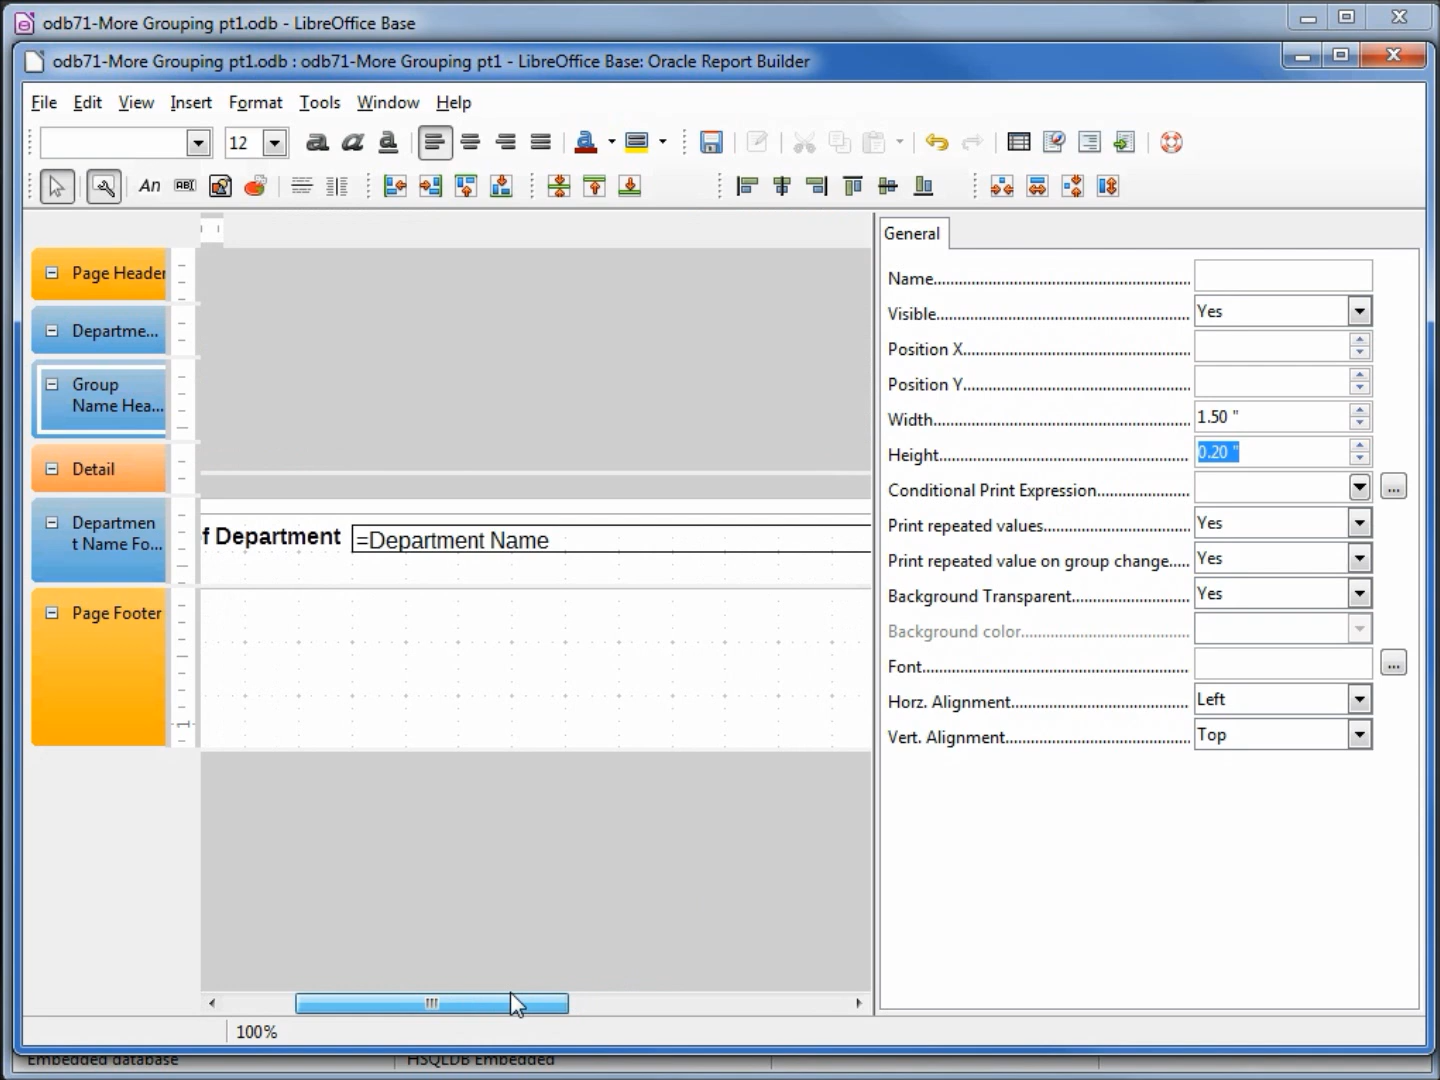 odb71-More Grouping pt1.odb - LibreOffice Base
odb71-More Grouping pt1.odb : odb71-More Grouping pt1 - LibreOffice Base: Oracle Report Builder
File Edit View Insert Format Tools Window Help
12
An ABI
General
Page Header
Departme...
Group
Name Hea...
Detail
Departmen
t Name Fo...
Page Footer
f Department =Department Name
1
Name
Visible Yes
Position X
Position Y
Width 1.50 "
Height 0.20 "
Conditional Print Expression ...
Print repeated values Yes
Print repeated value on group change Yes
Background Transparent Yes
Background color
Font ...
Horz. Alignment Left
Vert. Alignment Top
100%
Embedded database HSQLDB Embedded